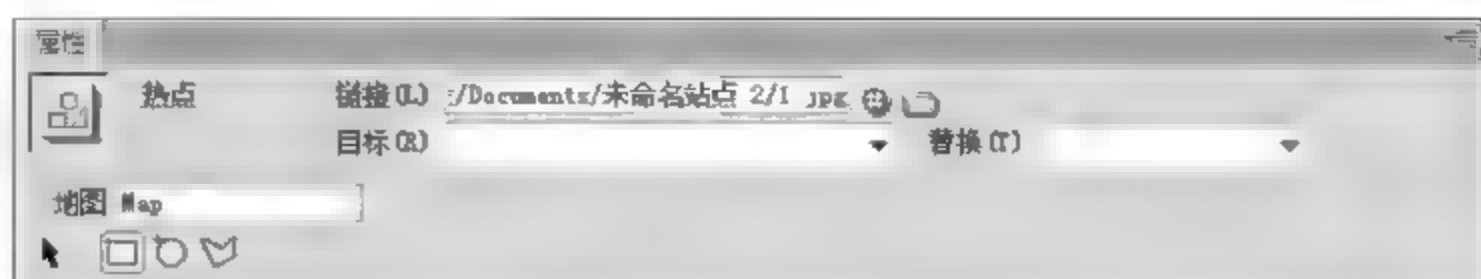 属性
热点 链接(L) :/Documents/未命名站点 2/1 jpg
目标(R) 替换(T)
地图 Map